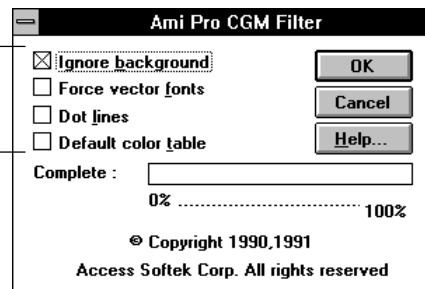 Ami Pro CGM Filter
Ignore background
Force vector fonts
Dot lines
Default color table
OK
Cancel
Help...
Complete :
0% ........................ 100%
© Copyright 1990,1991
Access Softek Corp. All rights reserved